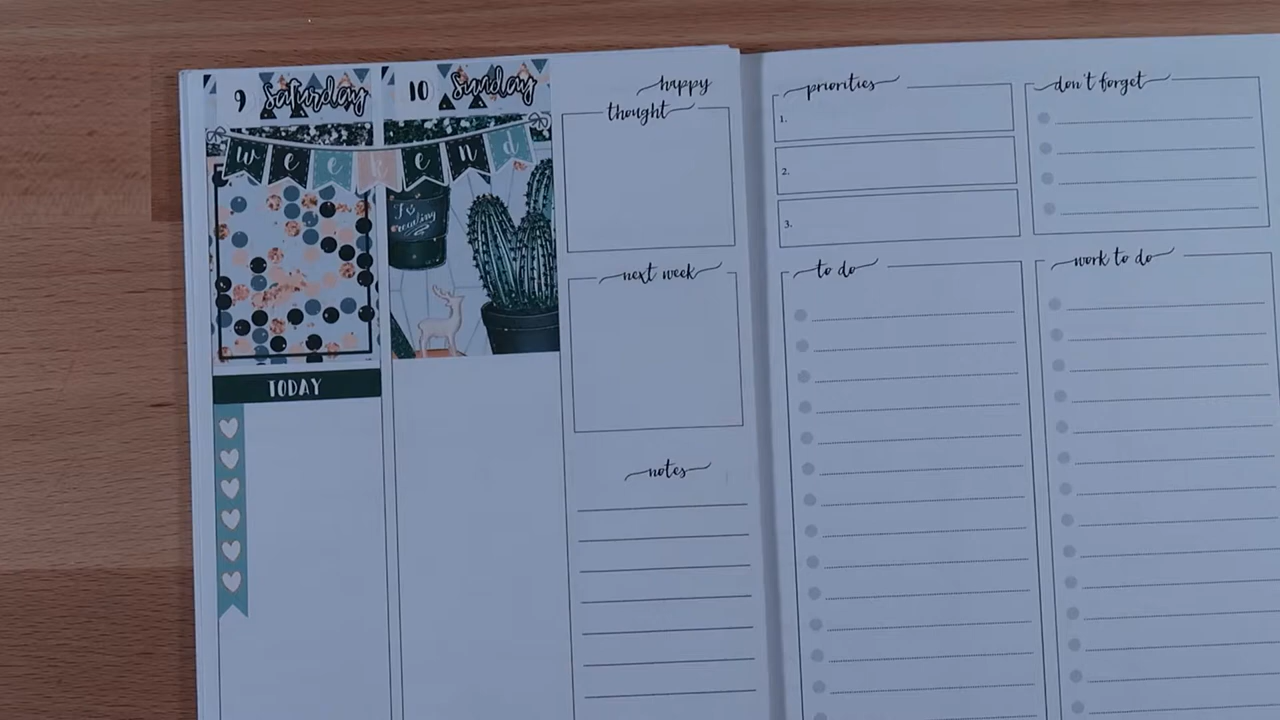 9 Saturday
10 Sunday
weekend
I ♡
reading
TODAY
happy
thought
next week
notes
priorities
1.
2.
3.
don't forget
to do
work to do